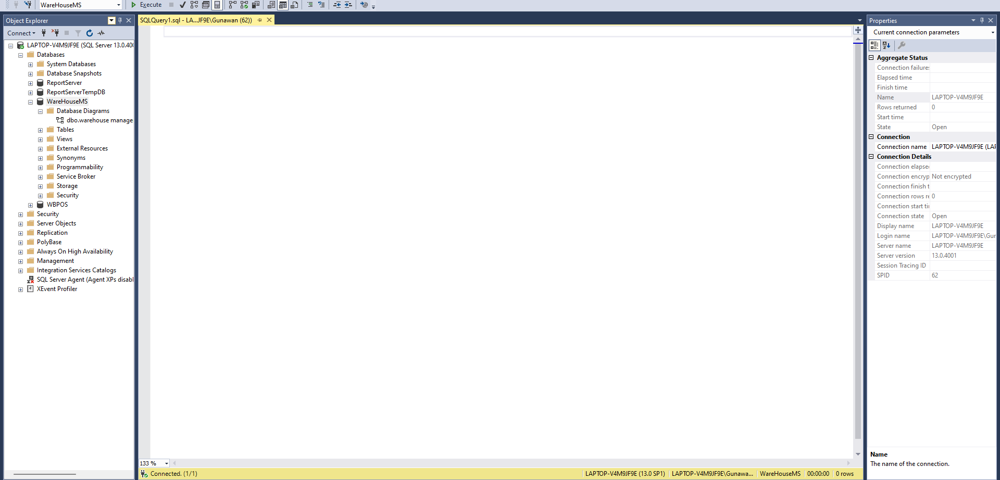 WareHouseMS
Execute
Object Explorer
Connect
LAPTOP-V4M9JF9E (SQL Server 13.0.400
Databases
System Databases
Database Snapshots
ReportServer
ReportServerTempDB
WareHouseMS
Database Diagrams
dbo.warehouse manage
Tables
Views
External Resources
Synonyms
Programmability
Service Broker
Storage
Security
WBPOS
Security
Server Objects
Replication
PolyBase
Always On High Availability
Management
Integration Services Catalogs
SQL Server Agent (Agent XPs disabl
XEvent Profiler
SQLQuery1.sql - LA...JF9E\Gunawan (62))
133 %
Connected. (1/1)
LAPTOP-V4M9JF9E (13.0 SP1)
LAPTOP-V4M9JF9E\Gunawa...
WareHouseMS
00:00:00
0 rows
Properties
Current connection parameters
Aggregate Status
Connection failures
Elapsed time
Finish time
Name LAPTOP-V4M9JF9E
Rows returned 0
Start time
State Open
Connection
Connection name LAPTOP-V4M9JF9E (LAP
Connection Details
Connection elapsed
Connection encryp Not encrypted
Connection finish t
Connection rows re 0
Connection start ti
Connection state Open
Display name LAPTOP-V4M9JF9E
Login name LAPTOP-V4M9JF9E\Gun
Server name LAPTOP-V4M9JF9E
Server version 13.0.4001
Session Tracing ID
SPID 62
Name
The name of the connection.